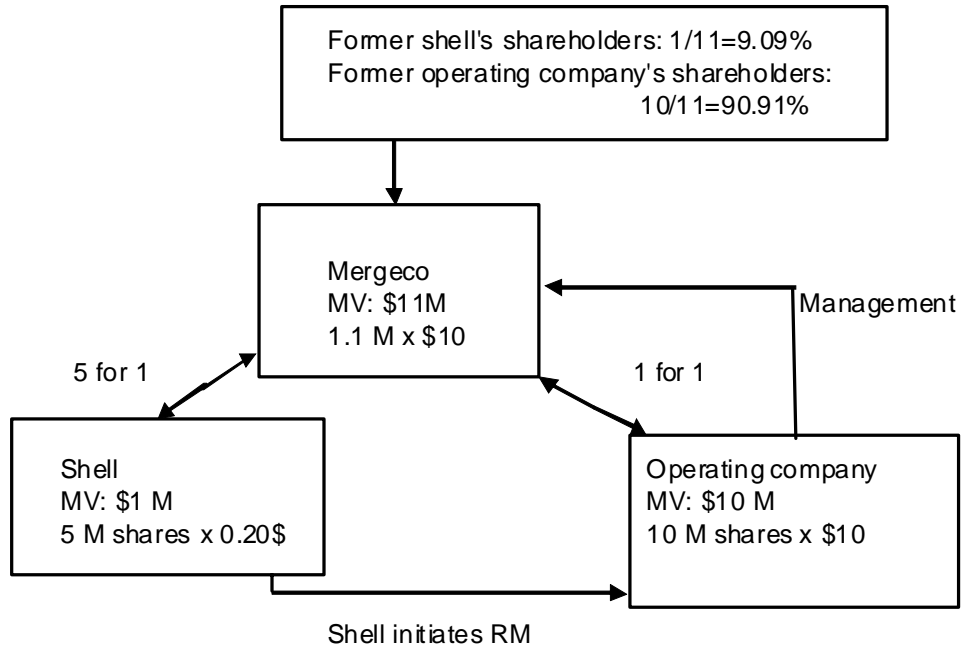 Former shell's shareholders: 1/11=9.09%
Former operating company's shareholders:
10/11=90.91%
Mergeco
MV: $11M
1.1 M x $10
Management
5 for 1
1 for 1
Shell
MV: $1 M
5 M shares x 0.20$
Operating company
MV: $10 M
10 M shares x $10
Shell initiates RM